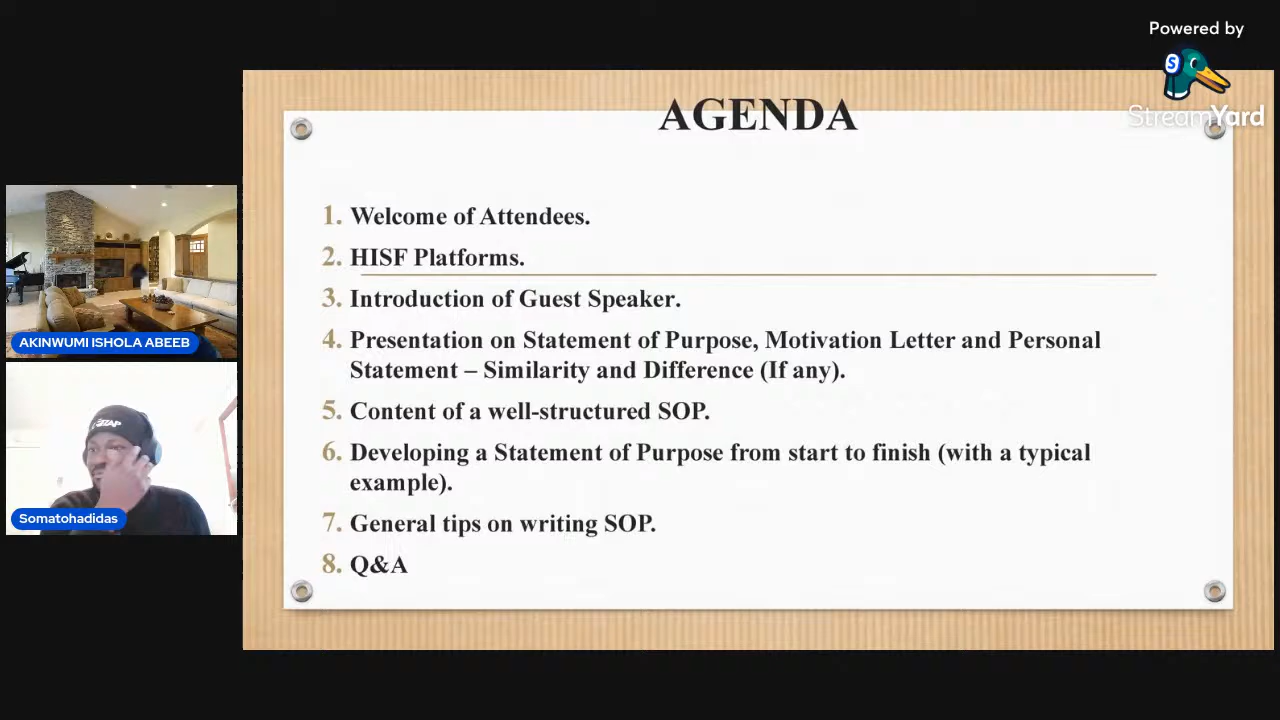 Powered by
StreamYard
AGENDA
1. Welcome of Attendees.
2. HISF Platforms.
3. Introduction of Guest Speaker.
4. Presentation on Statement of Purpose, Motivation Letter and Personal
Statement – Similarity and Difference (If any).
5. Content of a well-structured SOP.
6. Developing a Statement of Purpose from start to finish (with a typical
example).
7. General tips on writing SOP.
8. Q&A
AKINWUMI ISHOLA ABEEB
Somatohadidas